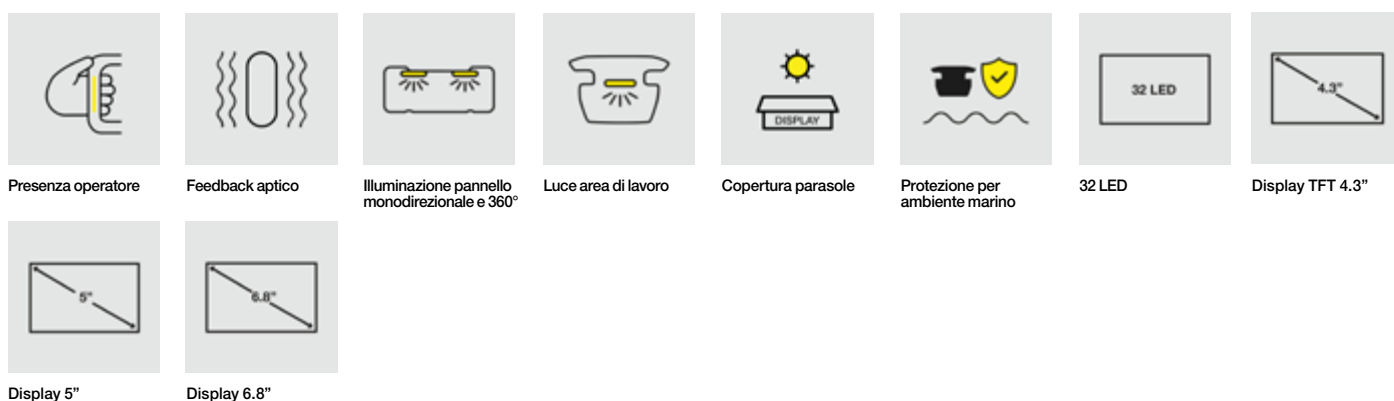 32 LED
4.3”
DISPLAY
Presenza operatore
Feedback aptico
Illuminazione pannello
monodirezionale e 360°
Luce area di lavoro
Copertura parasole
Protezione per
ambiente marino
32 LED
Display TFT 4.3”
5”
6.8”
Display 5”
Display 6.8”